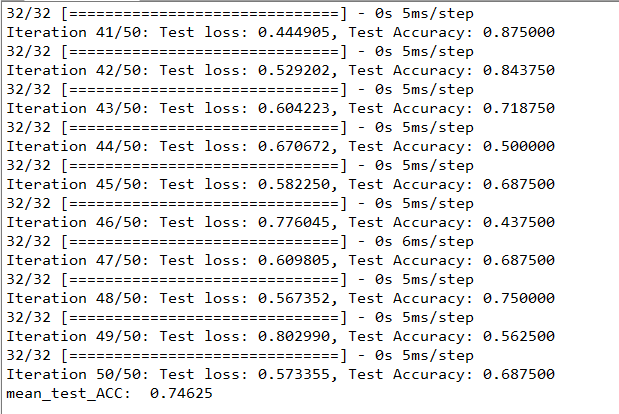 32/32 [==============================] - 0s 5ms/step
Iteration 41/50: Test loss: 0.444905, Test Accuracy: 0.875000
32/32 [==============================] - 0s 5ms/step
Iteration 42/50: Test loss: 0.529202, Test Accuracy: 0.843750
32/32 [==============================] - 0s 5ms/step
Iteration 43/50: Test loss: 0.604223, Test Accuracy: 0.718750
32/32 [==============================] - 0s 5ms/step
Iteration 44/50: Test loss: 0.670672, Test Accuracy: 0.500000
32/32 [==============================] - 0s 5ms/step
Iteration 45/50: Test loss: 0.582250, Test Accuracy: 0.687500
32/32 [==============================] - 0s 5ms/step
Iteration 46/50: Test loss: 0.776045, Test Accuracy: 0.437500
32/32 [==============================] - 0s 6ms/step
Iteration 47/50: Test loss: 0.609805, Test Accuracy: 0.687500
32/32 [==============================] - 0s 5ms/step
Iteration 48/50: Test loss: 0.567352, Test Accuracy: 0.750000
32/32 [==============================] - 0s 5ms/step
Iteration 49/50: Test loss: 0.802990, Test Accuracy: 0.562500
32/32 [==============================] - 0s 5ms/step
Iteration 50/50: Test loss: 0.573355, Test Accuracy: 0.687500
mean_test_ACC:  0.74625